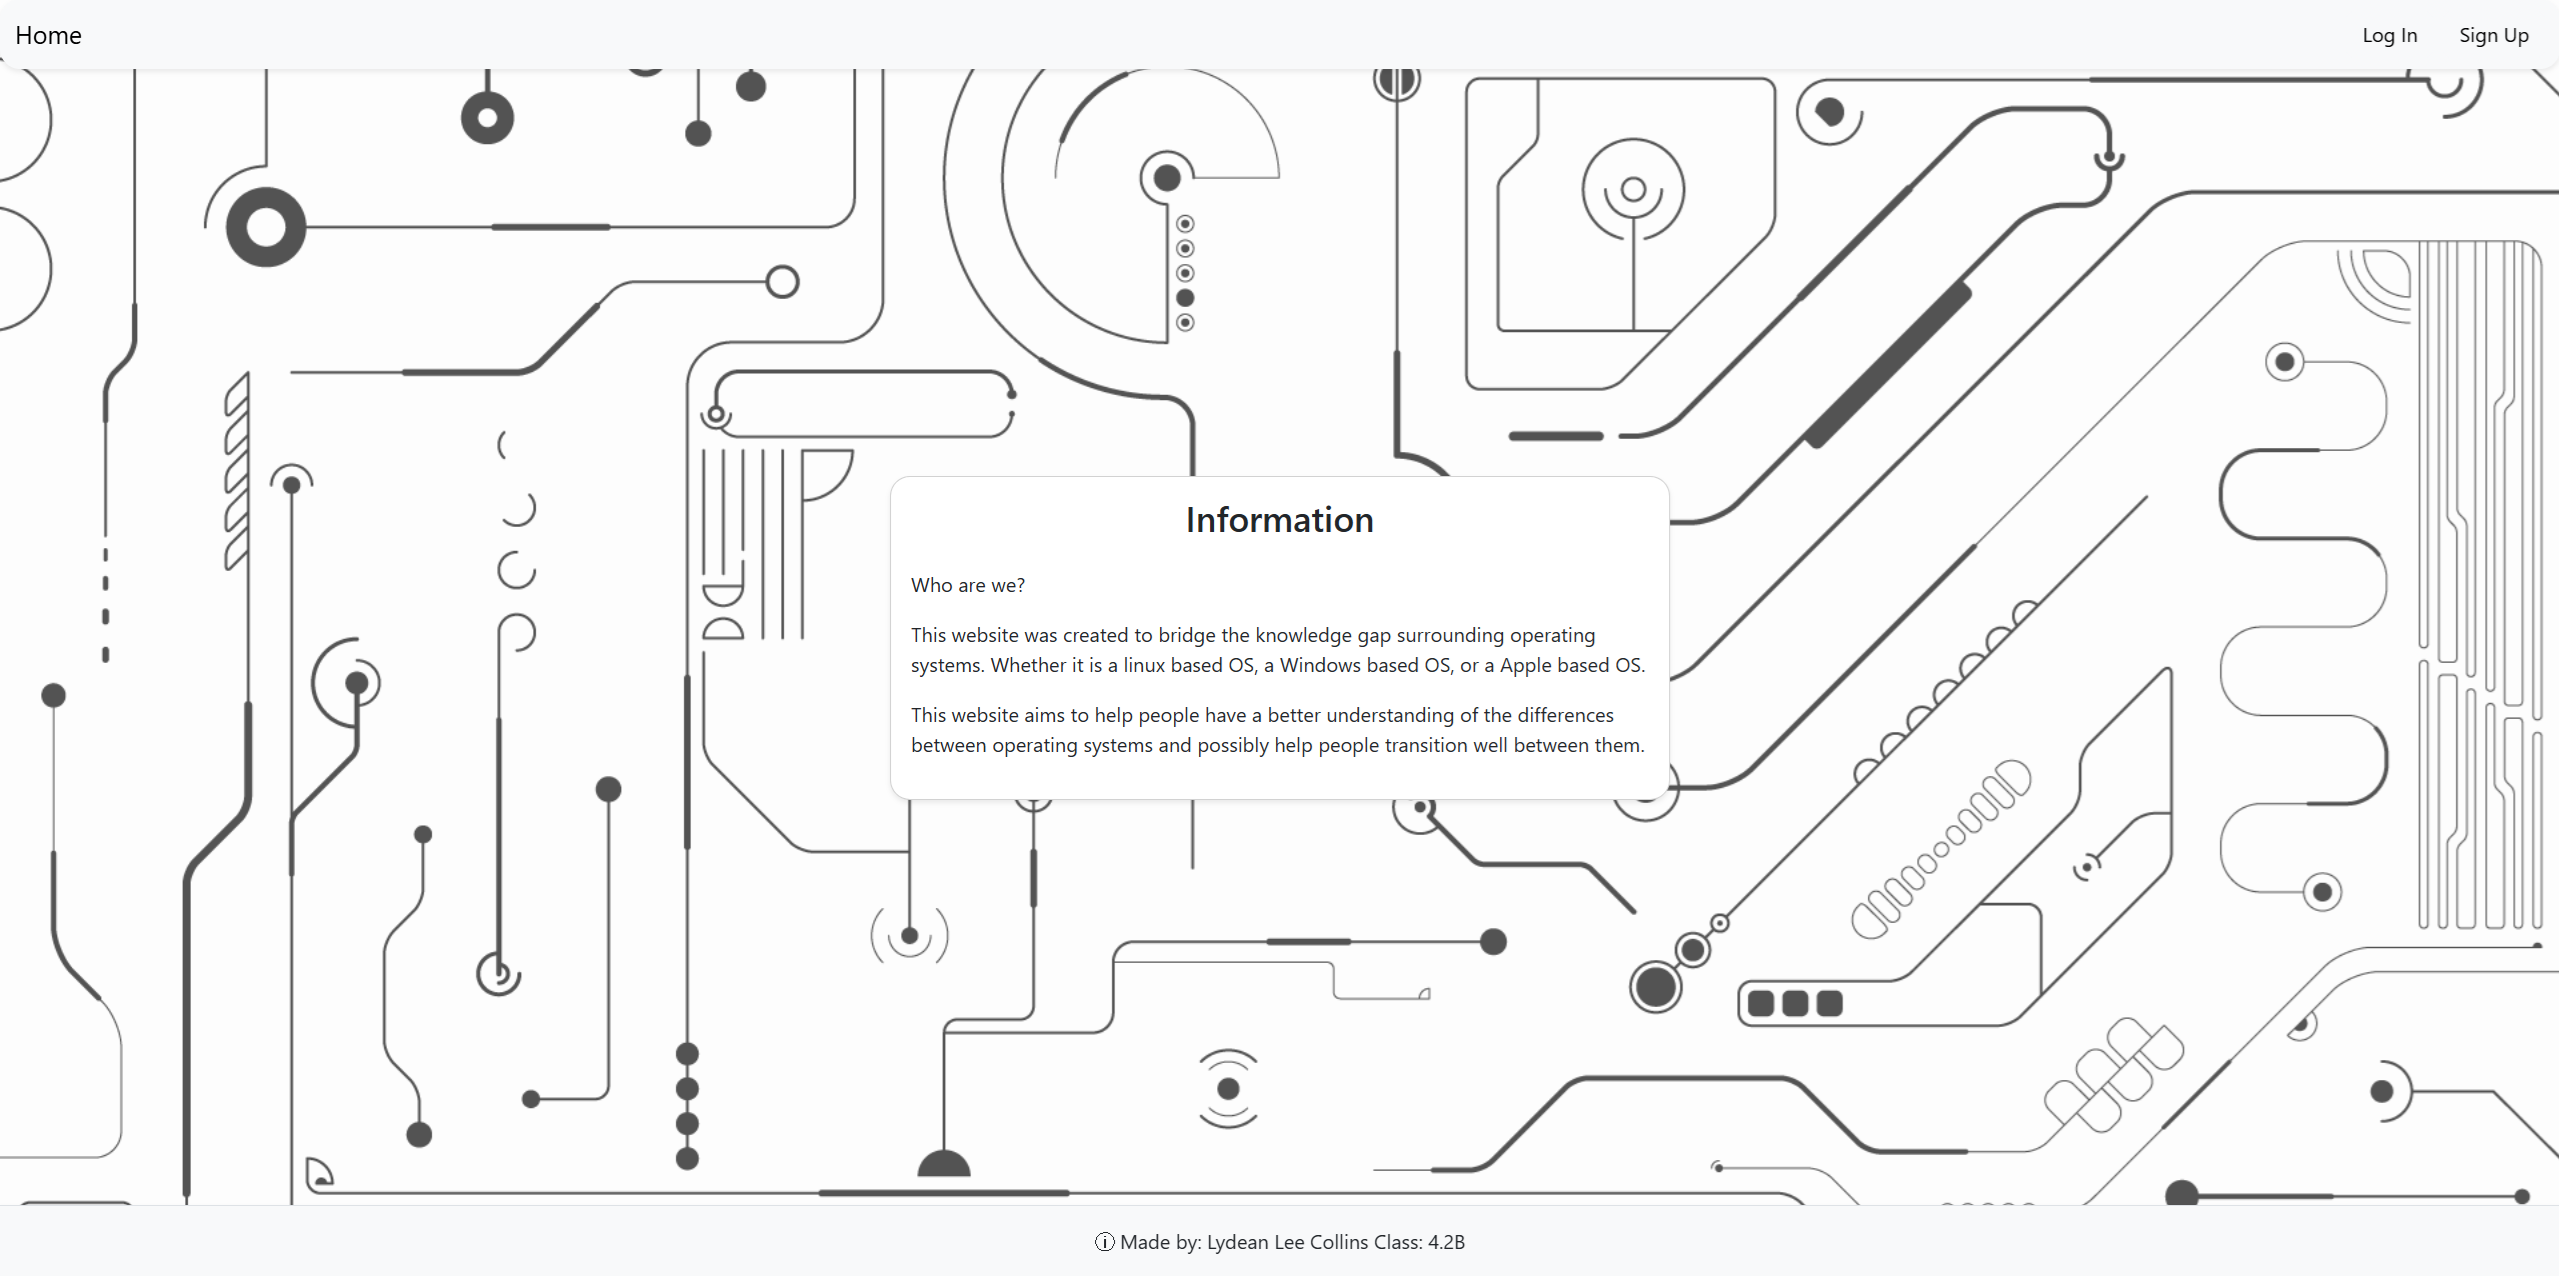 Home
Log In
Sign Up
Information
Who are we?
This website was created to bridge the knowledge gap surrounding operating
systems. Whether it is a linux based OS, a Windows based OS, or a Apple based OS.
This website aims to help people have a better understanding of the differences
between operating systems and possibly help people transition well between them.
Made by: Lydean Lee Collins Class: 4.2B